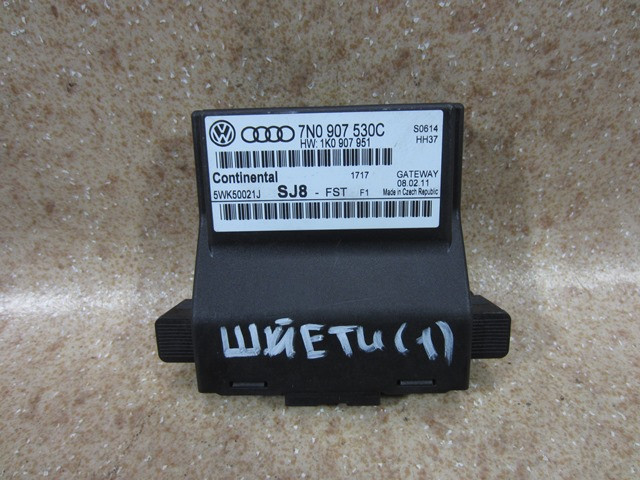 7N0 907 530C
S0614
HW: 1K0 907 951
HH37
Continental 1717 GATEWAY
08.02.11
5WK50021J SJ8 - FST F1 Made in Czech Republic
ШЙЕТИ(1)